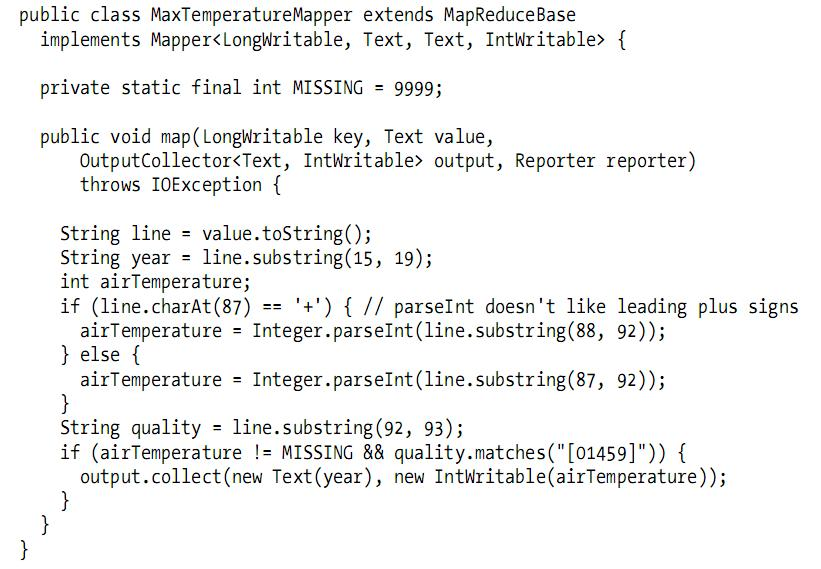 public class MaxTemperatureMapper extends MapReduceBase
  implements Mapper<LongWritable, Text, Text, IntWritable> {

  private static final int MISSING = 9999;

  public void map(LongWritable key, Text value,
      OutputCollector<Text, IntWritable> output, Reporter reporter)
      throws IOException {

    String line = value.toString();
    String year = line.substring(15, 19);
    int airTemperature;
    if (line.charAt(87) == '+') { // parseInt doesn't like leading plus signs
      airTemperature = Integer.parseInt(line.substring(88, 92));
    } else {
      airTemperature = Integer.parseInt(line.substring(87, 92));
    }
    String quality = line.substring(92, 93);
    if (airTemperature != MISSING && quality.matches("[01459]")) {
      output.collect(new Text(year), new IntWritable(airTemperature));
    }
  }
}